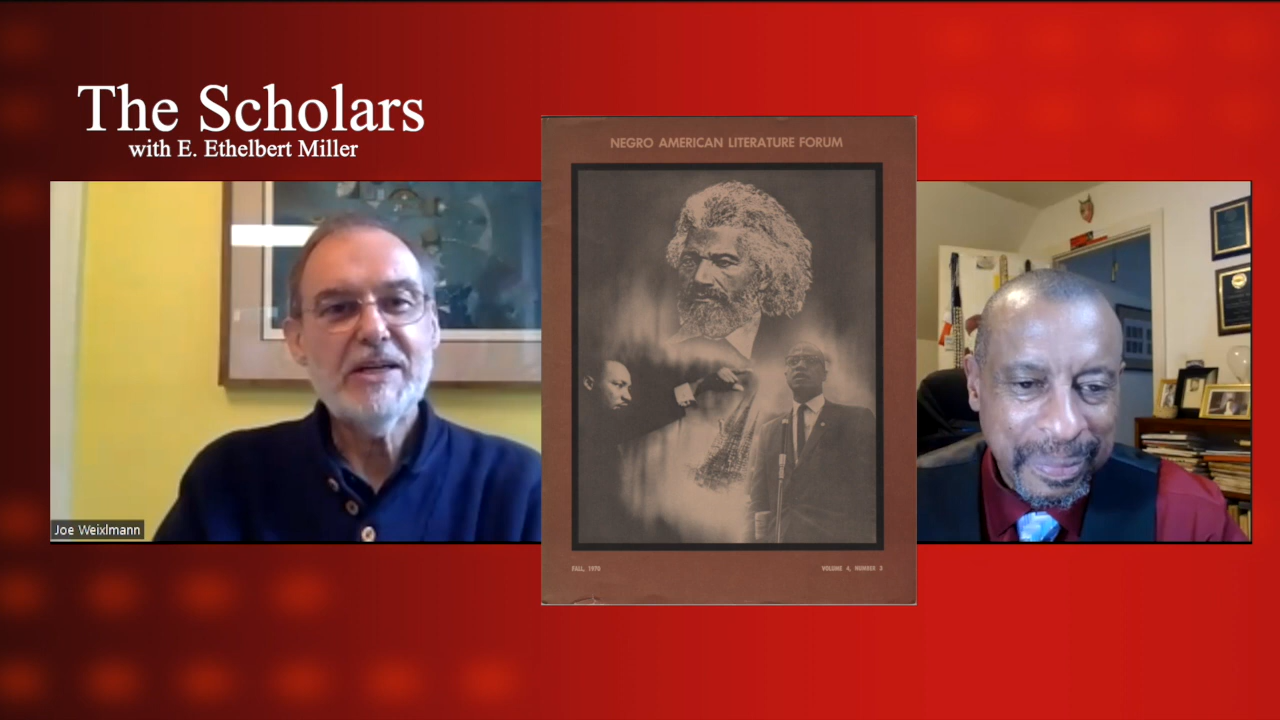 The Scholars
with E. Ethelbert Miller
NEGRO AMERICAN LITERATURE FORUM
Joe Weixlmann
FALL, 1970
VOLUME 4, NUMBER 3